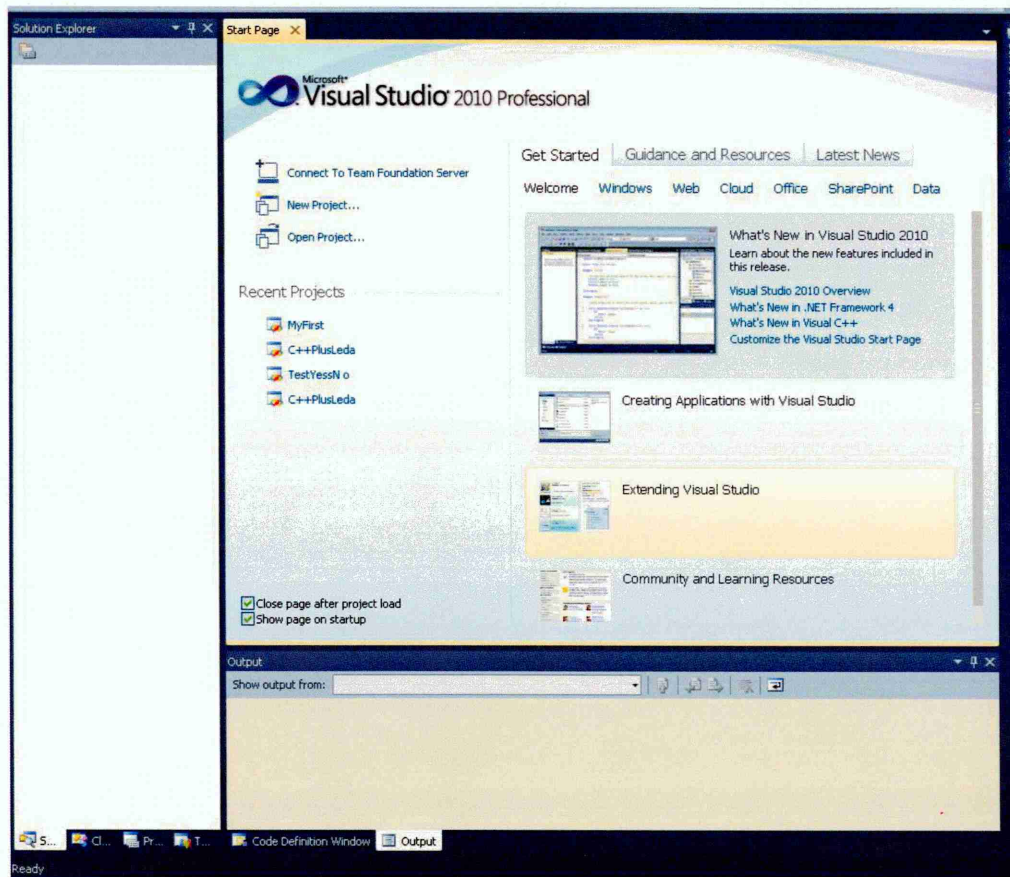 Solution Explorer
Start Page
Microsoft®
Visual Studio® 2010 Professional
Connect To Team Foundation Server
New Project...
Open Project...
Recent Projects
MyFirst
C++PlusLeda
TestYessN o
C++PlusLeda
Close page after project load
Show page on startup
Get Started
Guidance and Resources
Latest News
Welcome Windows Web Cloud Office SharePoint Data
What's New in Visual Studio 2010
Learn about the new features included in
this release.
Visual Studio 2010 Overview
What's New in .NET Framework 4
What's New in Visual C++
Customize the Visual Studio Start Page
Creating Applications with Visual Studio
Extending Visual Studio
Community and Learning Resources
Output
Show output from:
S... Cl... Pr... T...
Code Definition Window Output
Ready